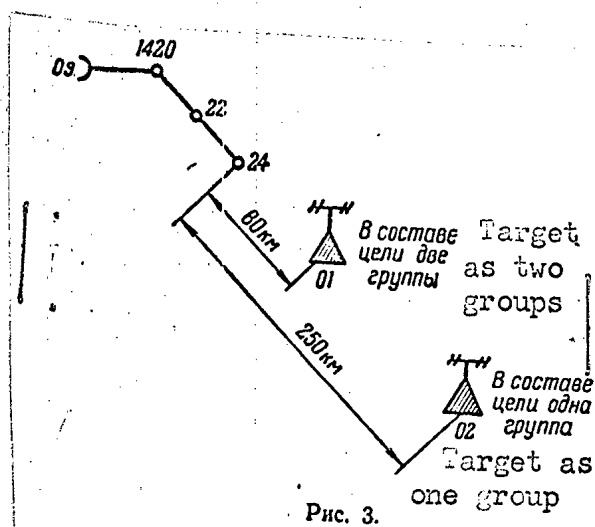 1420
09
22
24
80км
01
В составе
цели две
группы
Target
as two
groups
250км
02
В составе
цели одна
группа
Target as
one group
Рис. 3.